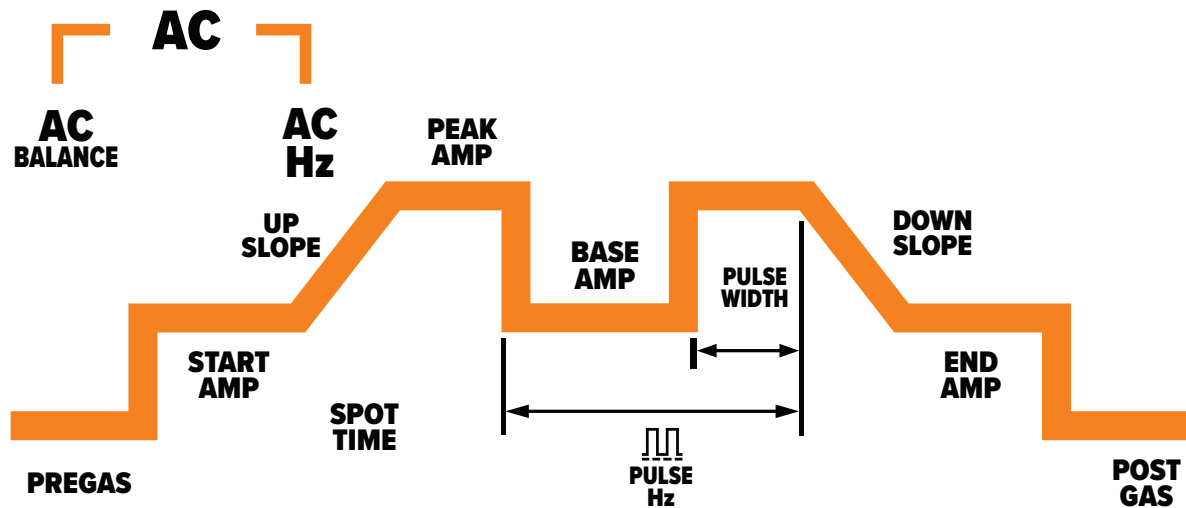 AC
AC
BALANCE
AC
Hz
PEAK
AMP
UP
SLOPE
DOWN
SLOPE
BASE
AMP
PULSE
WIDTH
START
AMP
END
AMP
SPOT
TIME
PULSE
Hz
PREGAS
POST
GAS